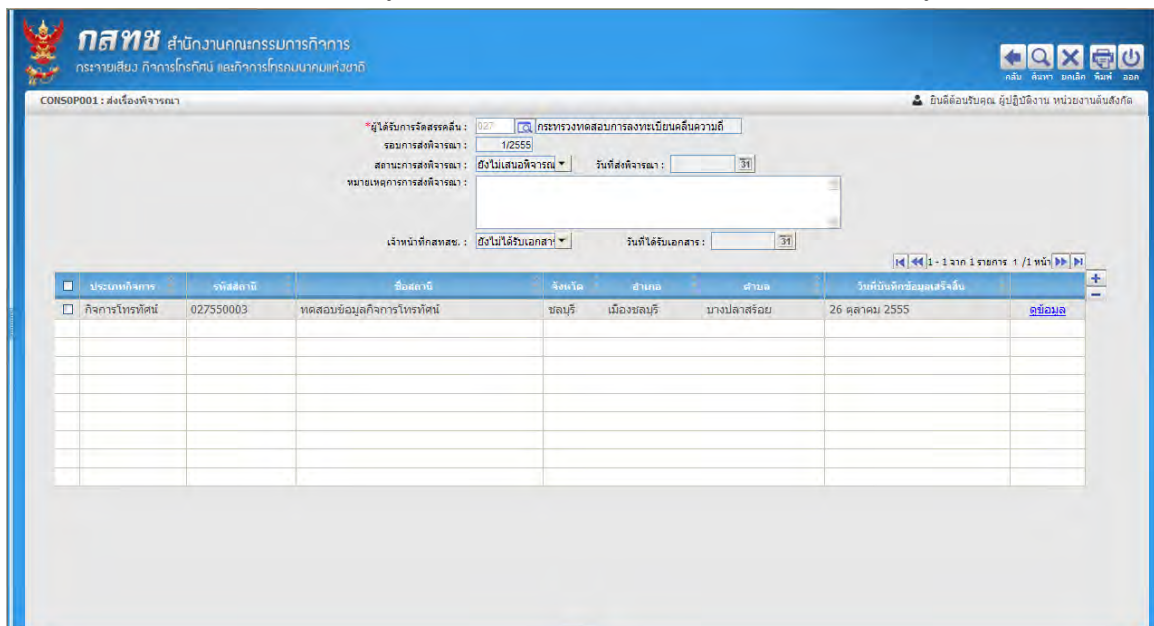 กสทช สำนักงานคณะกรรมการกิจการ
กระจายเสียง กิจการโทรทัศน์ และกิจการโทรคมนาคมแห่งชาติ
กลับ ค้นหา ยกเลิก พิมพ์ ออก
CONSOP001 : ส่งเรื่องพิจารณา
ยินดีต้อนรับคุณ ผู้ปฏิบัติงาน หน่วยงานต้นสังกัด
*ผู้ได้รับการจัดสรรคลื่น : 027 กระทรวงทดสอบการลงทะเบียนคลื่นความถี่
รอบการส่งพิจารณา : 1/2555
สถานะการส่งพิจารณา : ยังไม่เสนอพิจารณ วันที่ส่งพิจารณา : 31
หมายเหตุการการส่งพิจารณา :
เจ้าหน้าที่กสทสช. : ยังไม่ได้รับเอกสาร วันที่ได้รับเอกสาร : 31
1 - 1 จาก 1 รายการ 1 /1 หน้า
ประเภทกิจการ รหัสสถานี ชื่อสถานี จังหวัด อำเภอ ตำบล วันที่บันทึกข้อมูลเสร็จสิ้น
กิจการโทรทัศน์ 027550003 ทดสอบข้อมูลกิจการโทรทัศน์ ชลบุรี เมืองชลบุรี บางปลาสร้อย 26 ตุลาคม 2555 ดูข้อมูล